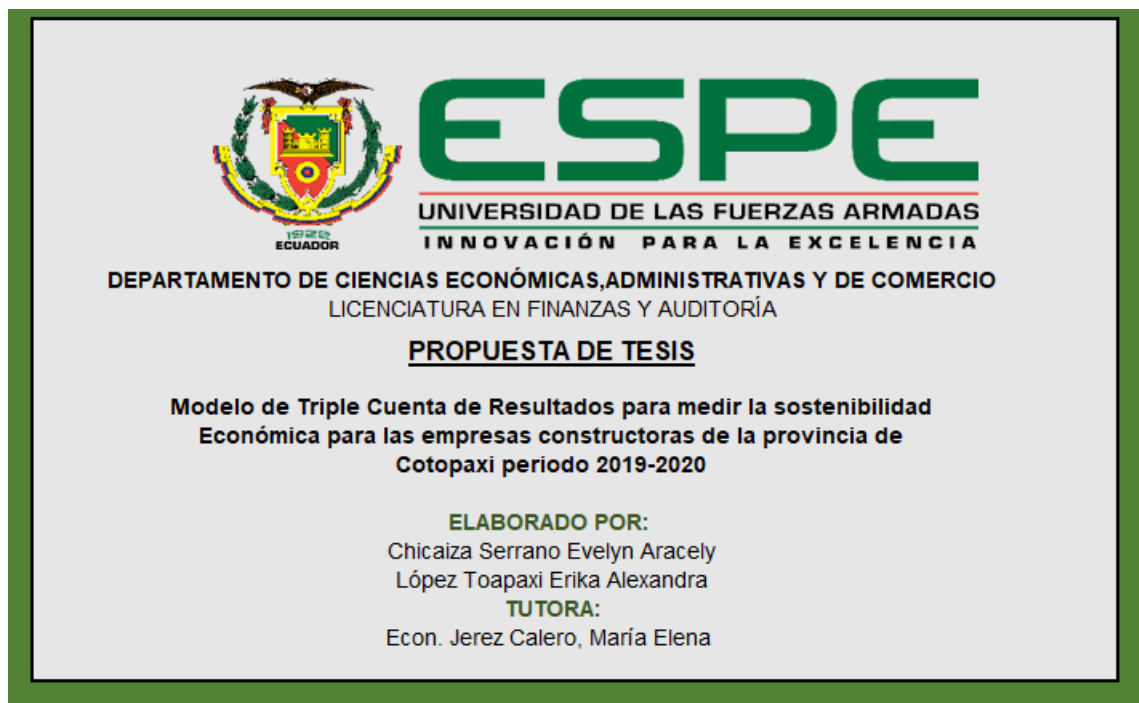 ESPE
UNIVERSIDAD DE LAS FUERZAS ARMADAS
INNOVACIÓN PARA LA EXCELENCIA
1922
ECUADOR
DEPARTAMENTO DE CIENCIAS ECONÓMICAS,ADMINISTRATIVAS Y DE COMERCIO
LICENCIATURA EN FINANZAS Y AUDITORÍA
PROPUESTA DE TESIS
Modelo de Triple Cuenta de Resultados para medir la sostenibilidad
Económica para las empresas constructoras de la provincia de
Cotopaxi periodo 2019-2020
ELABORADO POR:
Chicaiza Serrano Evelyn Aracely
López Toapaxi Erika Alexandra
TUTORA:
Econ. Jerez Calero, María Elena